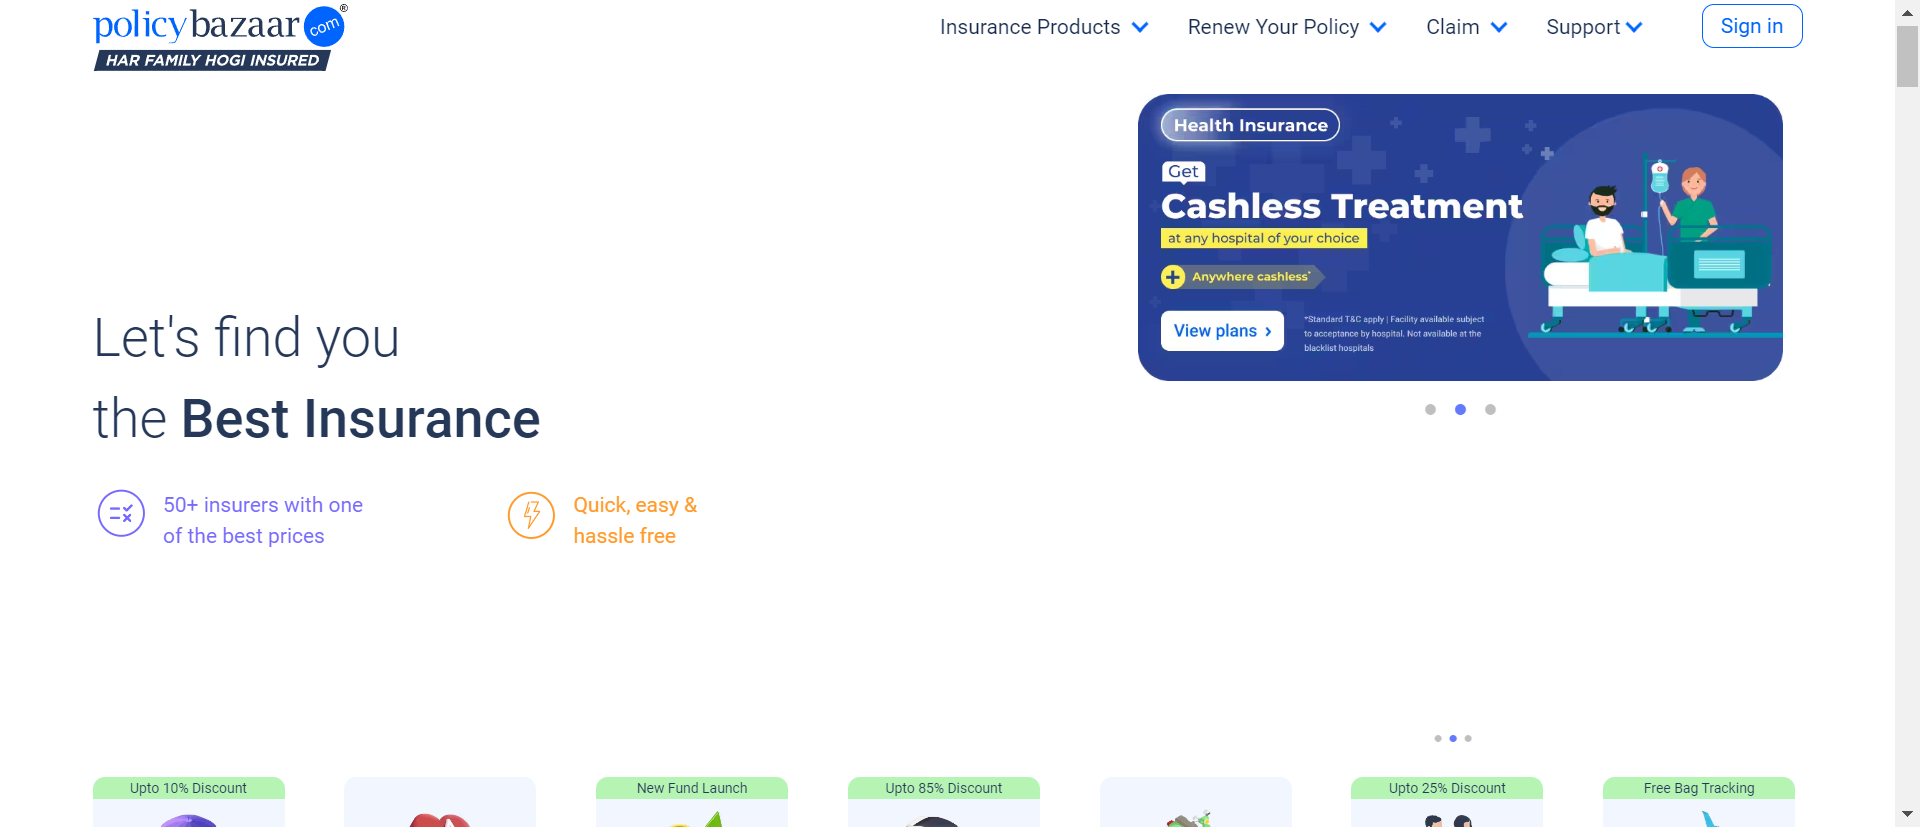 policybazaar com ®
HAR FAMILY HOGI INSURED
Insurance Products
Renew Your Policy
Claim
Support
Sign in
Health Insurance
Get
Cashless Treatment
at any hospital of your choice
Anywhere cashless*
View plans ›
*Standard T&C apply | Facility available subject
to acceptance by hospital. Not available at the
blacklist hospitals
Let's find you
the Best Insurance
50+ insurers with one
of the best prices
Quick, easy &
hassle free
Upto 10% Discount
New Fund Launch
Upto 85% Discount
Upto 25% Discount
Free Bag Tracking